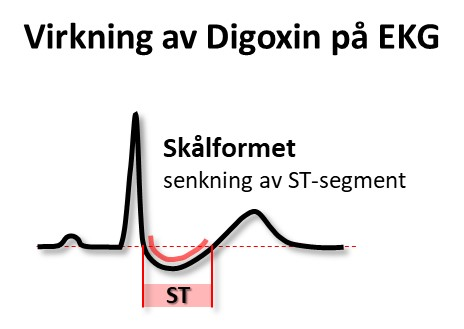 Virkning av Digoxin på EKG
Skålformet
senkning av ST-segment
ST